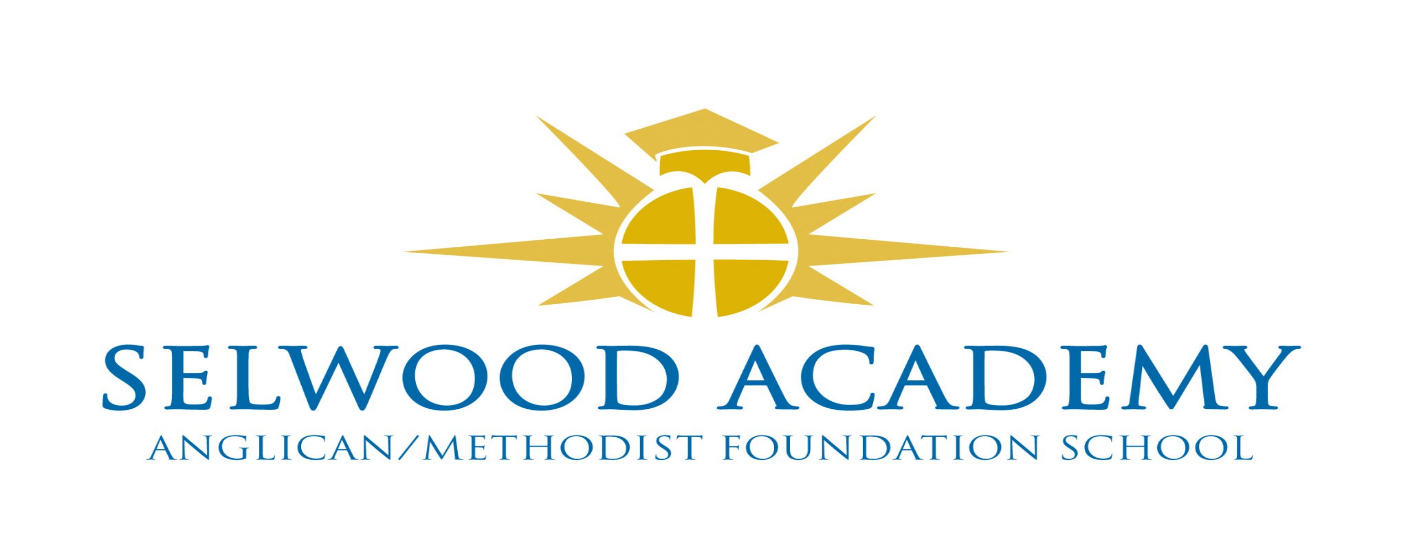 SELWOOD ACADEMY
ANGLICAN/METHODIST FOUNDATION SCHOOL